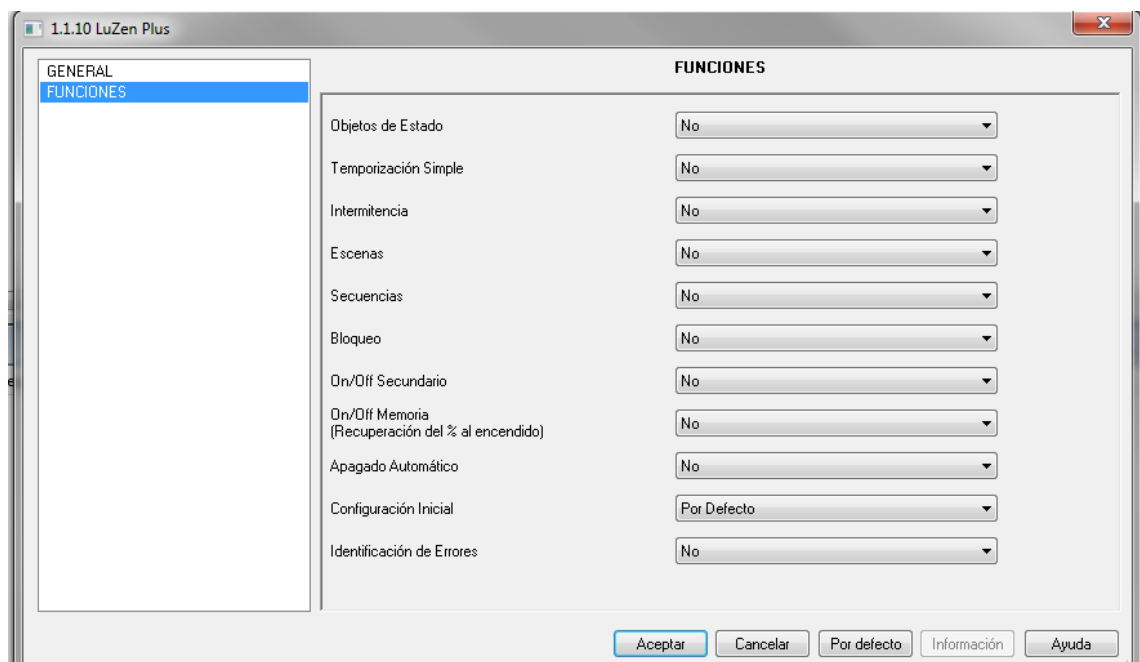 1.1.10 LuZen Plus
GENERAL
FUNCIONES
FUNCIONES
Objetos de Estado No
Temporización Simple No
Intermitencia No
Escenas No
Secuencias No
Bloqueo No
On/Off Secundario No
On/Off Memoria
(Recuperación del % al encendido) No
Apagado Automático No
Configuración Inicial Por Defecto
Identificación de Errores No
Aceptar Cancelar Por defecto Información Ayuda